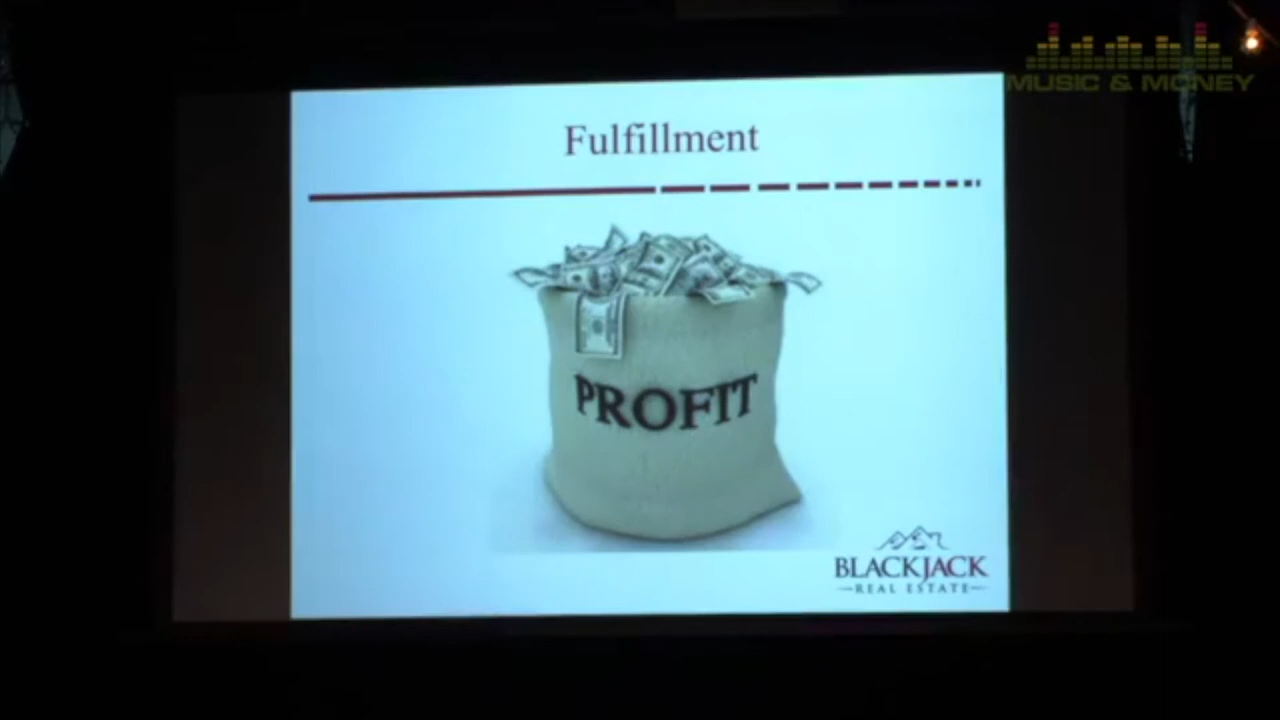 MUSIC & MONEY
Fulfillment
PROFIT
BLACKJACK
REAL ESTATE